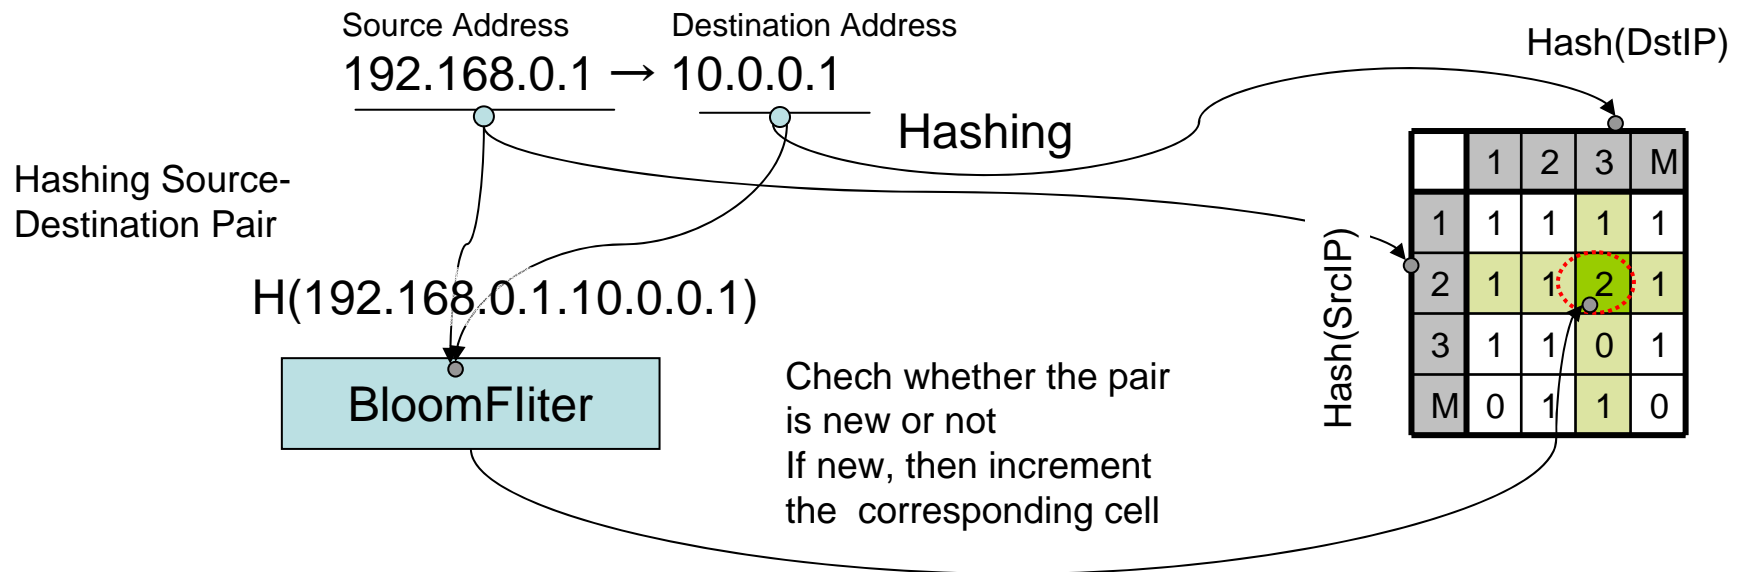 Source Address Destination Address
192.168.0.1 → 10.0.0.1
Hash(DstIP)
Hashing
Hashing Source-
Destination Pair
H(192.168.0.1.10.0.0.1)
BloomFliter
Chech whether the pair
is new or not
If new, then increment
the corresponding cell
Hash(SrcIP)
1 2 3 M
1 1 1 1 1
2 1 1 2 1
3 1 1 0 1
M 0 1 1 0